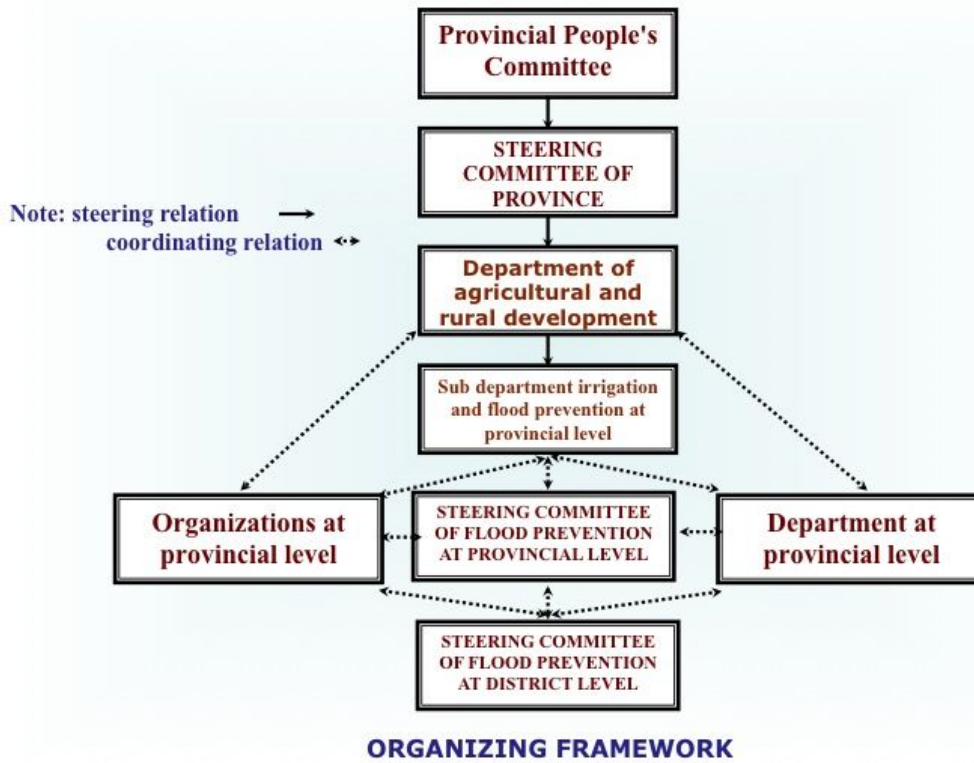 Provincial People's
Committee
STEERING
COMMITTEE OF
PROVINCE
Note: steering relation
coordinating relation
Department of
agricultural and
rural development
Sub department irrigation
and flood prevention at
provincial level
Organizations at
provincial level
STEERING COMMITTEE
OF FLOOD PREVENTION
AT PROVINCIAL LEVEL
Department at
provincial level
STEERING COMMITTEE
OF FLOOD PREVENTION
AT DISTRICT LEVEL
ORGANIZING FRAMEWORK